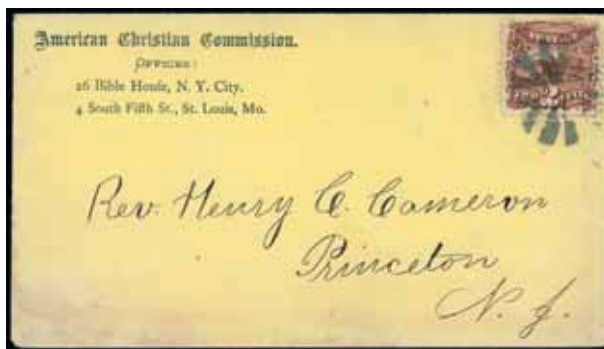 American Christian Commission.
OFFICES:
26 Bible House, N. Y. City.
4 South Fifth St., St. Louis, Mo.
Rev. Henry C. Cameron
Princeton
N. J.